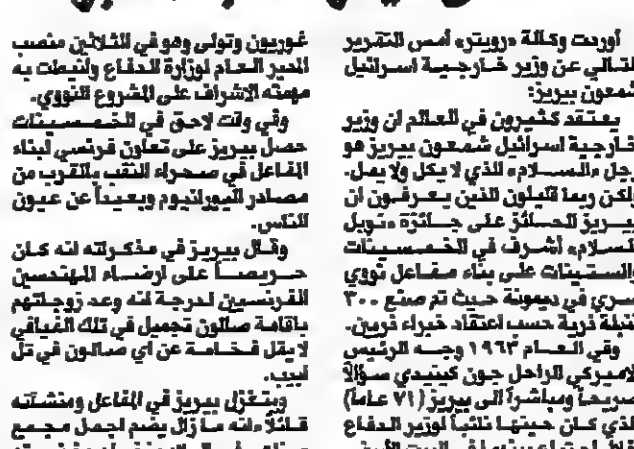 أوردت وكالة «رويتر» أمس التقرير
التالي عن وزير خارجية اسرائيل
شمعون بيريز:
يعتقد كثيرون في العالم ان وزير
خارجية اسرائيل شمعون بيريز هو
رجل «السلام» الذي لا يكل ولا يمل.
ولكن ربما قليلون الذين يعرفون ان
بيريز الحائز على جائزة «نوبل
للسلام» أشرف في الخمسينات
والستينات على بناء مفاعل نووي
سري في ديمونة حيث تم صنع ٣٠٠
قنبلة ذرية حسب اعتقاد خبراء غربيين.
وفي العام ١٩٦٣ وجه الرئيس
الاميركي الراحل جون كينيدي سؤالاً
صريحاً ومباشراً الى بيريز (٧١ عاماً)
الذي كان حينها نائباً لوزير الدفاع
غوريون وتولى وهو في الثلاثين منصب
المدير العام لوزارة الدفاع وانيطت به
مهمته الاشراف على المشروع النووي.
وفي وقت لاحق في الخمسينات
حصل بيريز على تعاون فرنسي لبناء
المفاعل في صحراء النقب بالقرب من
مصادر اليورانيوم وبعيداً عن عيون
الناس.
وقال بيريز في مذكراته انه كان
حريصاً على ارضاء المهندسين
الفرنسيين لدرجة انه وعد زوجاتهم
باقامة صالون تجميل في تلك الفيافي
لا يقل فخامة عن اي صالون في تل
ابيب.
ويتغزل بيريز في المفاعل ومنشآته
قائلاً «انه ما زال يضم اجمل مجمع